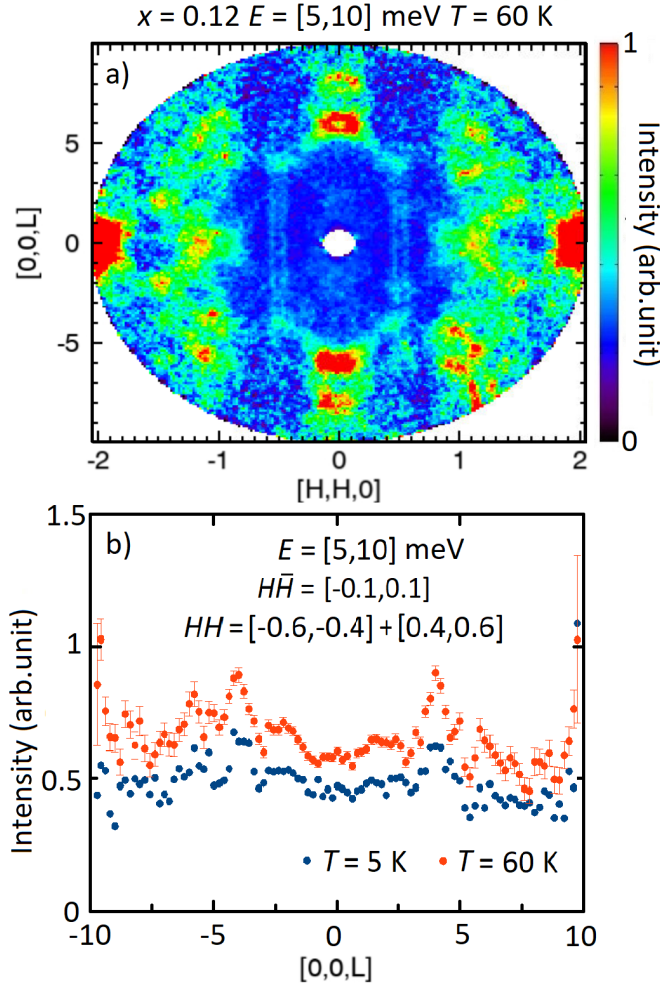 x = 0.12 E = [5,10] meV T = 60 K
a)
1
5
0
-5
[0,0,L]
Intensity (arb.unit)
0
-2 -1 0 1 2
[H,H,0]
1.5
b)
E = [5,10] meV
HH̄ = [-0.1,0.1]
HH = [-0.6,-0.4] + [0.4,0.6]
1
0.5
0
Intensity (arb.unit)
T = 5 K T = 60 K
-10 -5 0 5 10
[0,0,L]